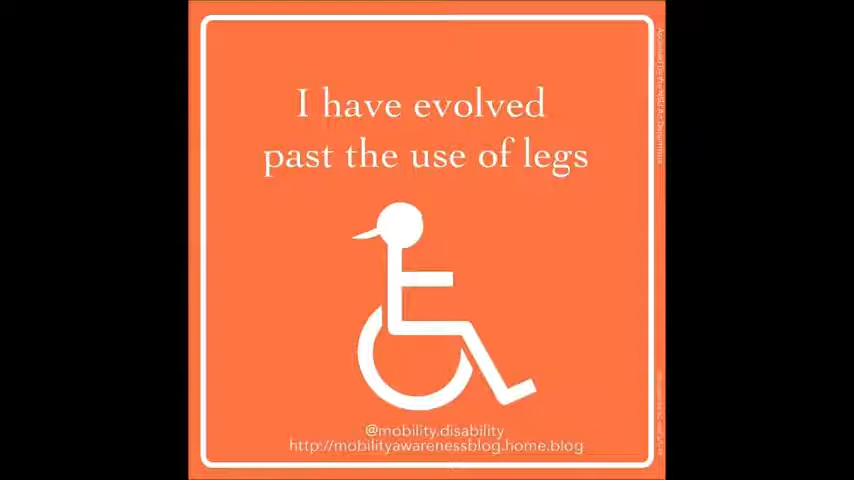 I have evolved
past the use of legs
@mobility.disability
http://mobilityawarenessblog.home.blog